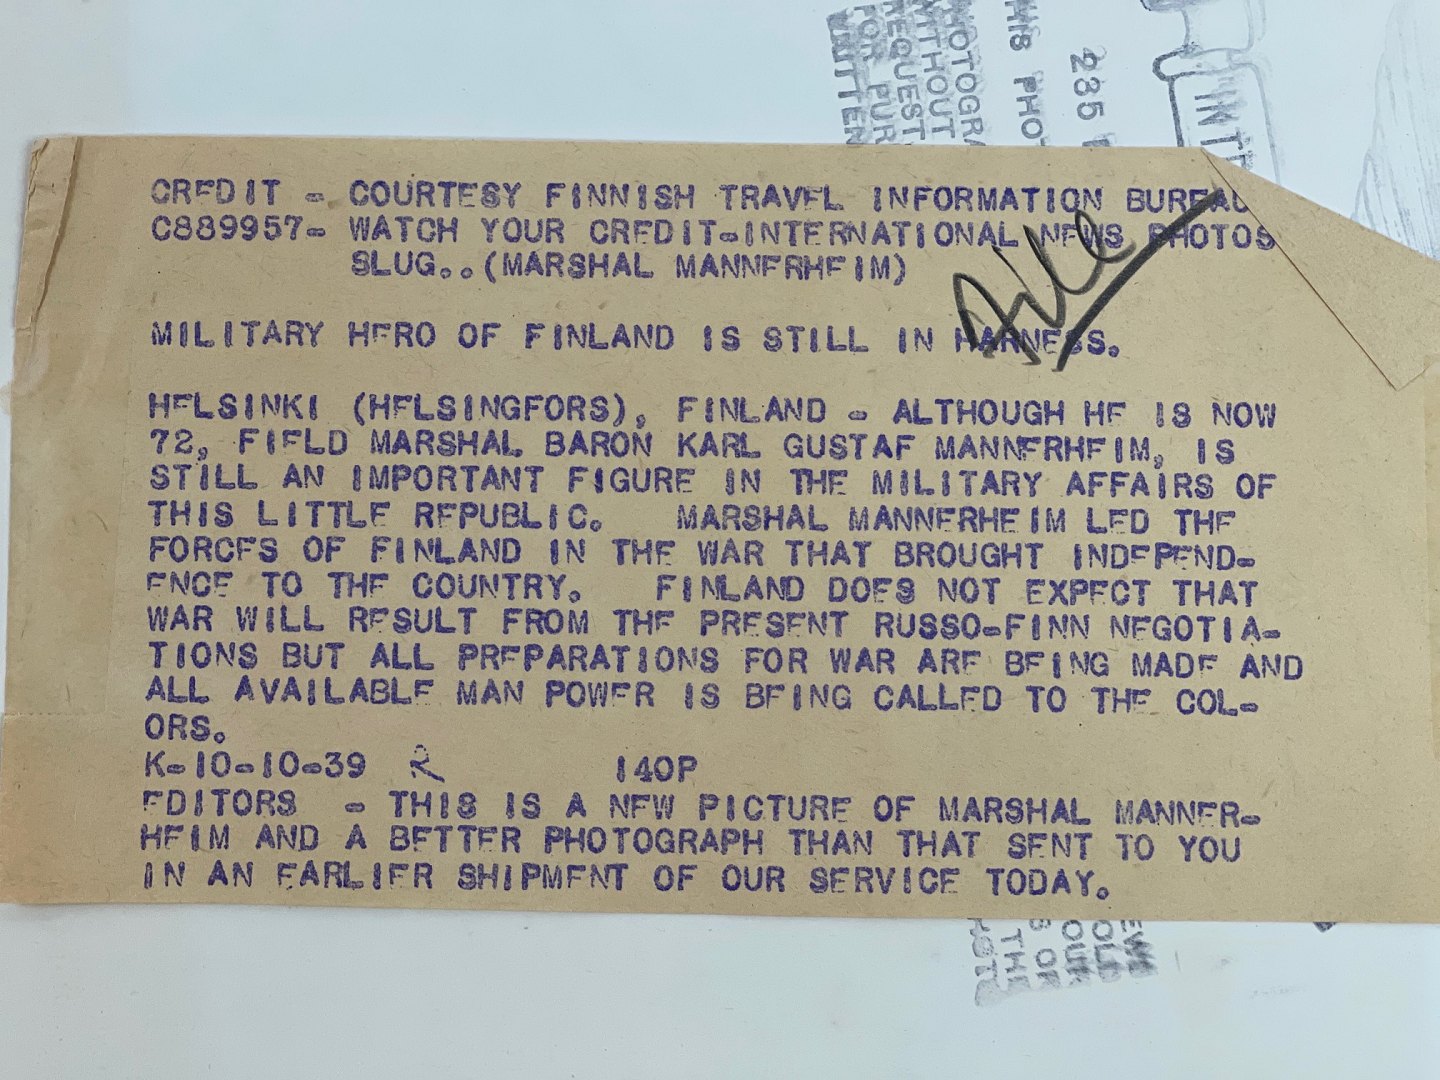 CREDIT - COURTESY FINNISH TRAVEL INFORMATION BUREAU
C889957- WATCH YOUR CREDIT-INTERNATIONAL NEWS PHOTOS
SLUG..(MARSHAL MANNERHEIM)
File
MILITARY HERO OF FINLAND IS STILL IN HARNESS.
HELSINKI (HELSINGFORS), FINLAND - ALTHOUGH HE IS NOW
72, FIELD MARSHAL BARON KARL GUSTAF MANNERHEIM, IS
STILL AN IMPORTANT FIGURE IN THE MILITARY AFFAIRS OF
THIS LITTLE REPUBLIC. MARSHAL MANNERHEIM LED THE
FORCES OF FINLAND IN THE WAR THAT BROUGHT INDEPEND-
ENCE TO THE COUNTRY. FINLAND DOES NOT EXPECT THAT
WAR WILL RESULT FROM THE PRESENT RUSSO-FINN NEGOTIA-
TIONS BUT ALL PREPARATIONS FOR WAR ARE BEING MADE AND
ALL AVAILABLE MAN POWER IS BEING CALLED TO THE COL-
ORS.
K-10-10-39 R 140P
EDITORS - THIS IS A NEW PICTURE OF MARSHAL MANNER-
HEIM AND A BETTER PHOTOGRAPH THAN THAT SENT TO YOU
IN AN EARLIER SHIPMENT OF OUR SERVICE TODAY.
235
WITHOUT
REQUEST